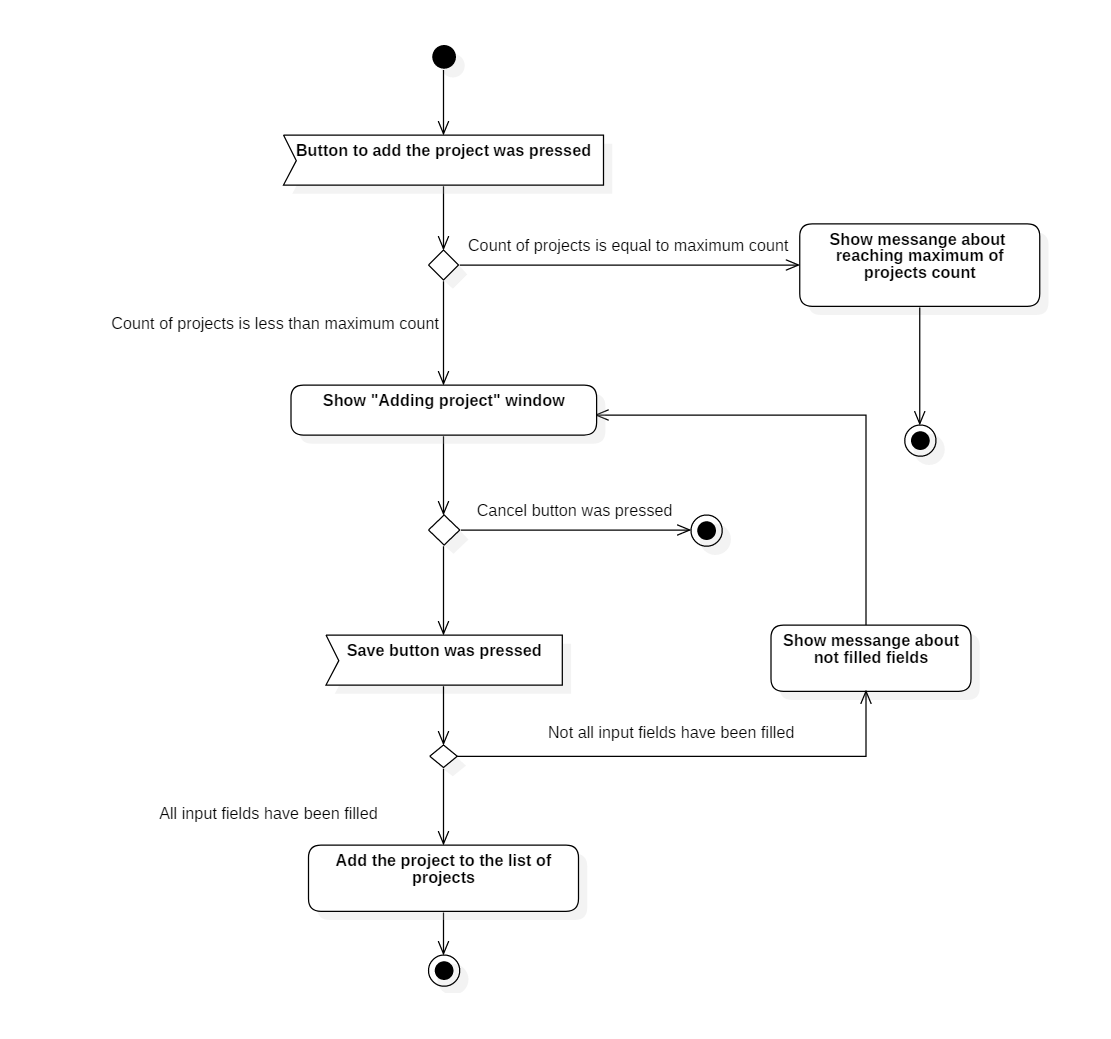 Button to add the project was pressed
Count of projects is equal to maximum count
Show messange about
reaching maximum of
projects count
Count of projects is less than maximum count
Show "Adding project" window
Cancel button was pressed
Save button was pressed
Show messange about
not filled fields
Not all input fields have been filled
All input fields have been filled
Add the project to the list of
projects